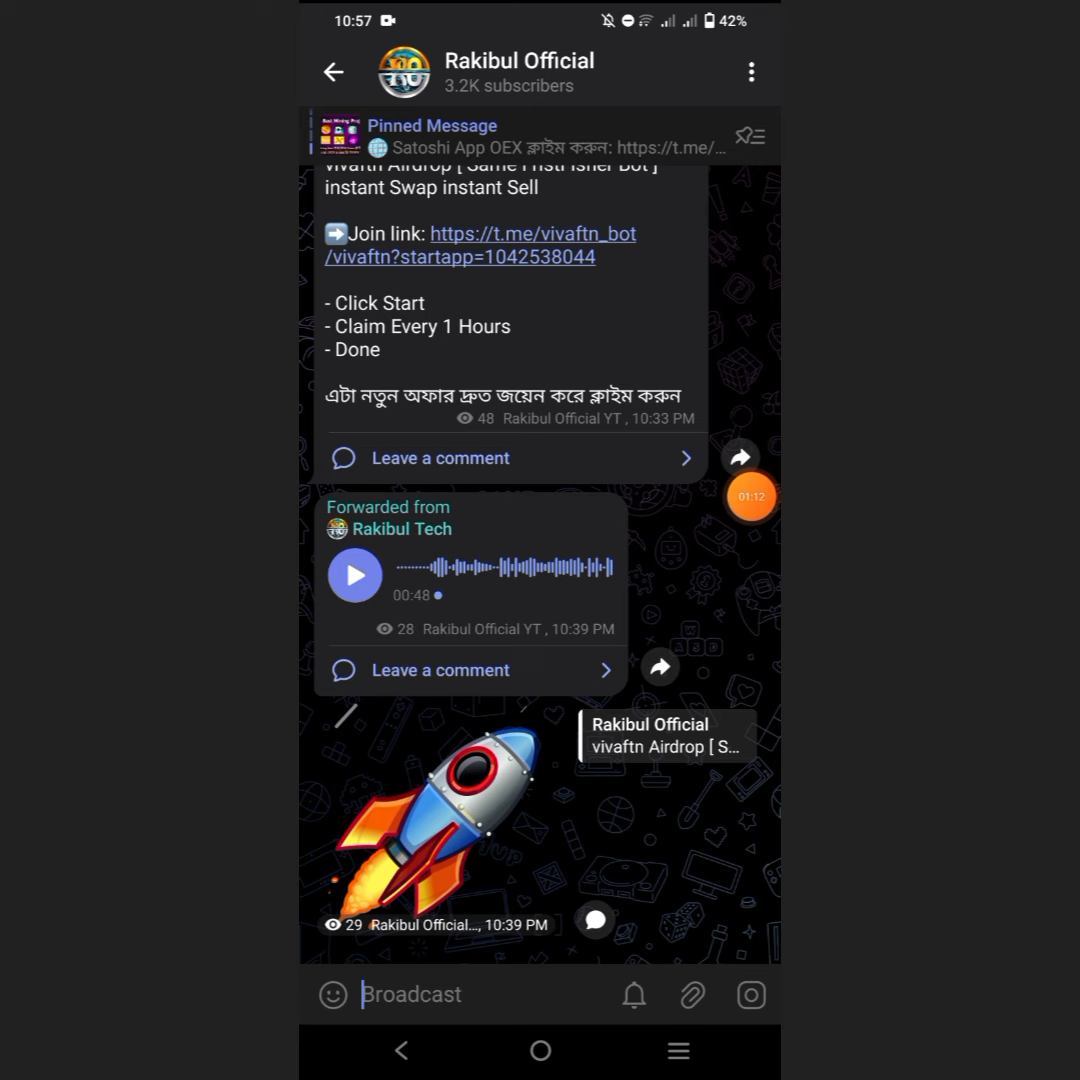 10:57
42%
Rakibul Official
3.2K subscribers
Pinned Message
Satoshi App OEX ক্লাইম করুন: https://t.me/...
vivaftn Airdrop [ Same
Bot ]
instant Swap instant Sell
Join link: https://t.me/vivaftn_bot
/vivaftn?startapp=1042538044
- Click Start
- Claim Every 1 Hours
- Done
এটা নতুন অফার দ্রুত জয়েন করে ক্লাইম করুন
48 Rakibul Official YT , 10:33 PM
Leave a comment
01:12
Forwarded from
Rakibul Tech
00:48
28 Rakibul Official YT , 10:39 PM
Leave a comment
Rakibul Official
vivaftn Airdrop [ S...
29 Rakibul Official..., 10:39 PM
Broadcast